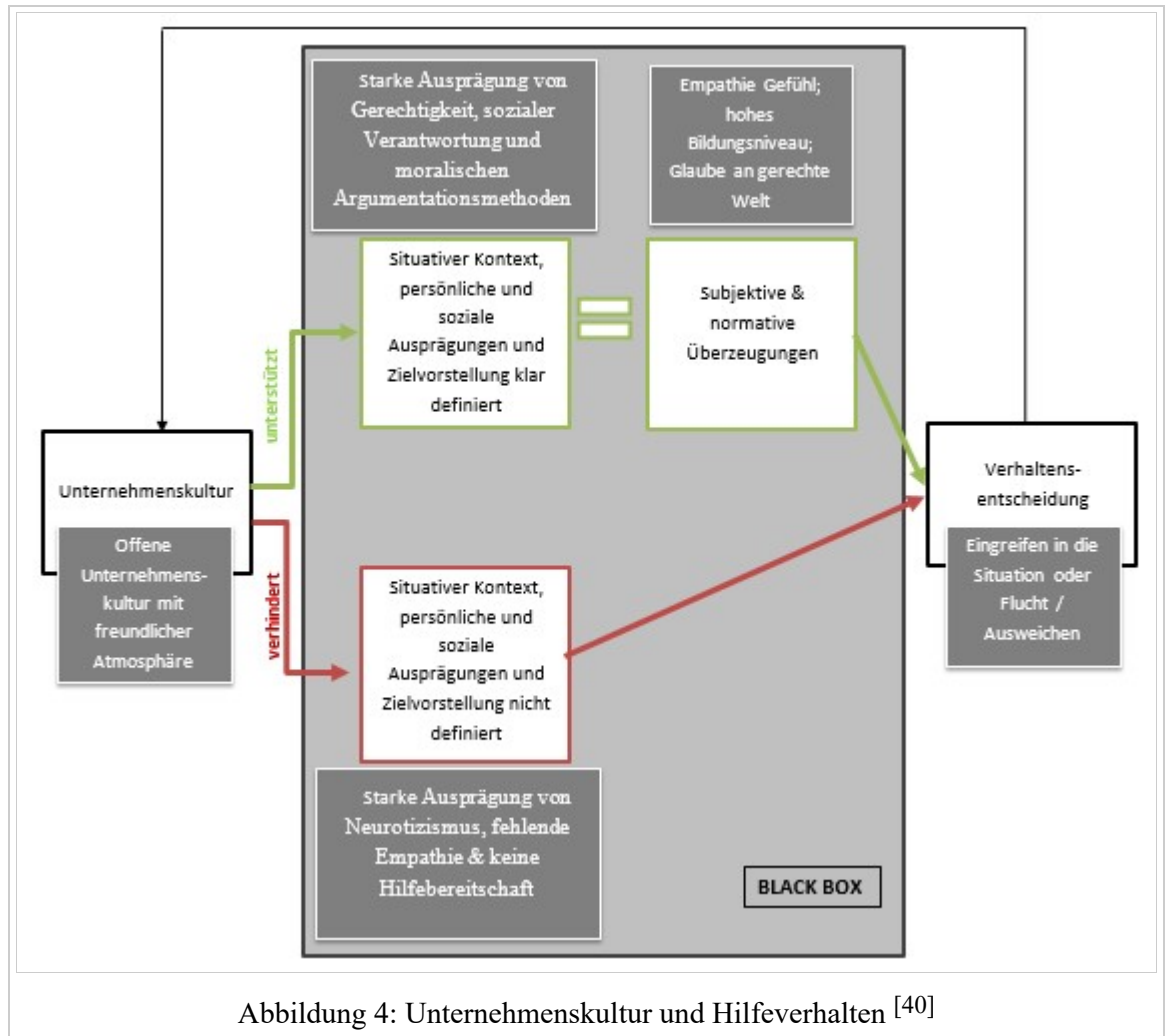 Starke Ausprägung von
Gerechtigkeit, sozialer
Verantwortung und
moralischen
Argumentationsmethoden
Empathie Gefühl;
hohes
Bildungsniveau;
Glaube an gerechte
Welt
Situativer Kontext,
persönliche und
soziale
Ausprägungen und
Zielvorstellung klar
definiert
Subjektive &
normative
Überzeugungen
unterstützt
Unternehmenskultur
Offene
Unternehmens-
kultur mit
freundlicher
Atmosphäre
verhindert
Verhaltens-
entscheidung
Eingreifen in die
Situation oder
Flucht /
Ausweichen
Situativer Kontext,
persönliche und
soziale
Ausprägungen und
Zielvorstellung nicht
definiert
Starke Ausprägung von
Neurotizismus, fehlende
Empathie & keine
Hilfebereitschaft
BLACK BOX
Abbildung 4: Unternehmenskultur und Hilfeverhalten [40]